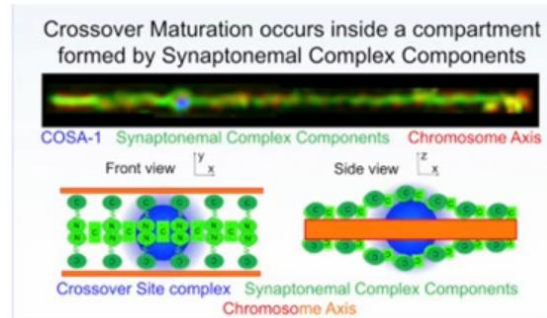 Crossover Maturation occurs inside a compartment
formed by Synaptonemal Complex Components
COSA-1 Synaptonemal Complex Components Chromosome Axis
Front view y x Side view z x
C C C C C C
N N N N
C C C C C
N N N N
C C C C C C
Crossover Site complex Synaptonemal Complex Components
Chromosome Axis